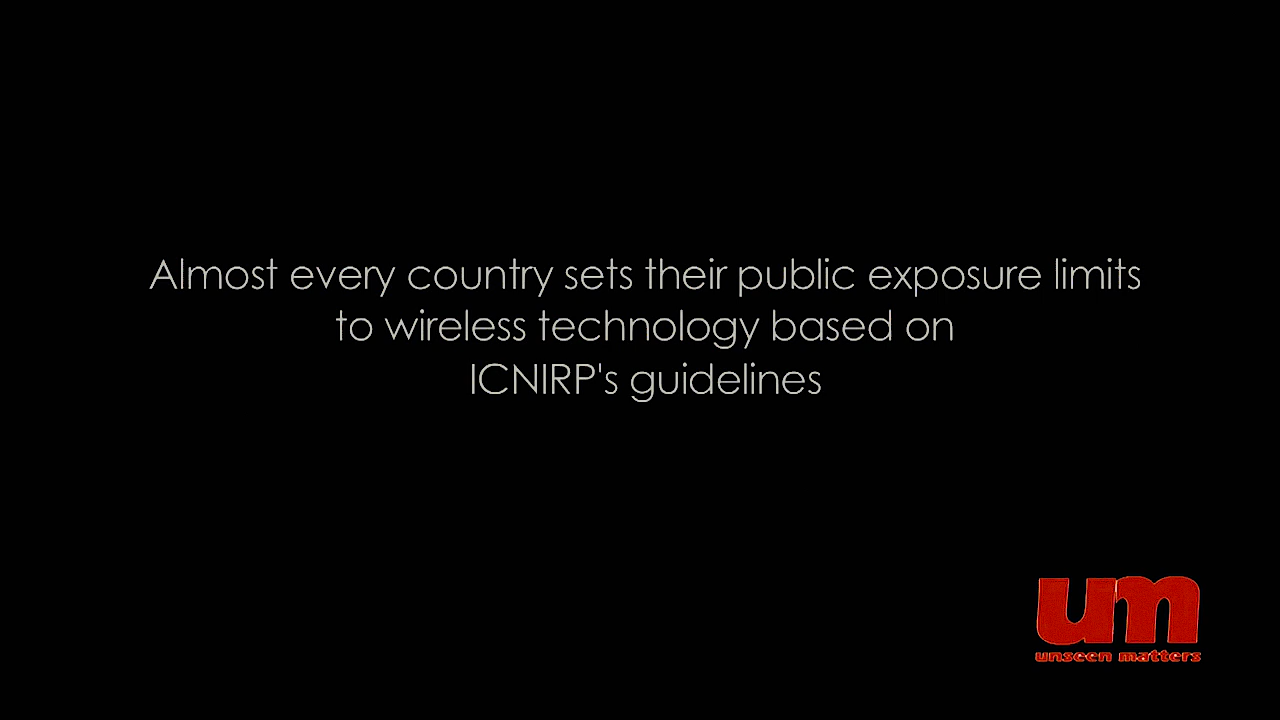 Almost every country sets their public exposure limits
to wireless technology based on
ICNIRP's guidelines
um
unseen matters